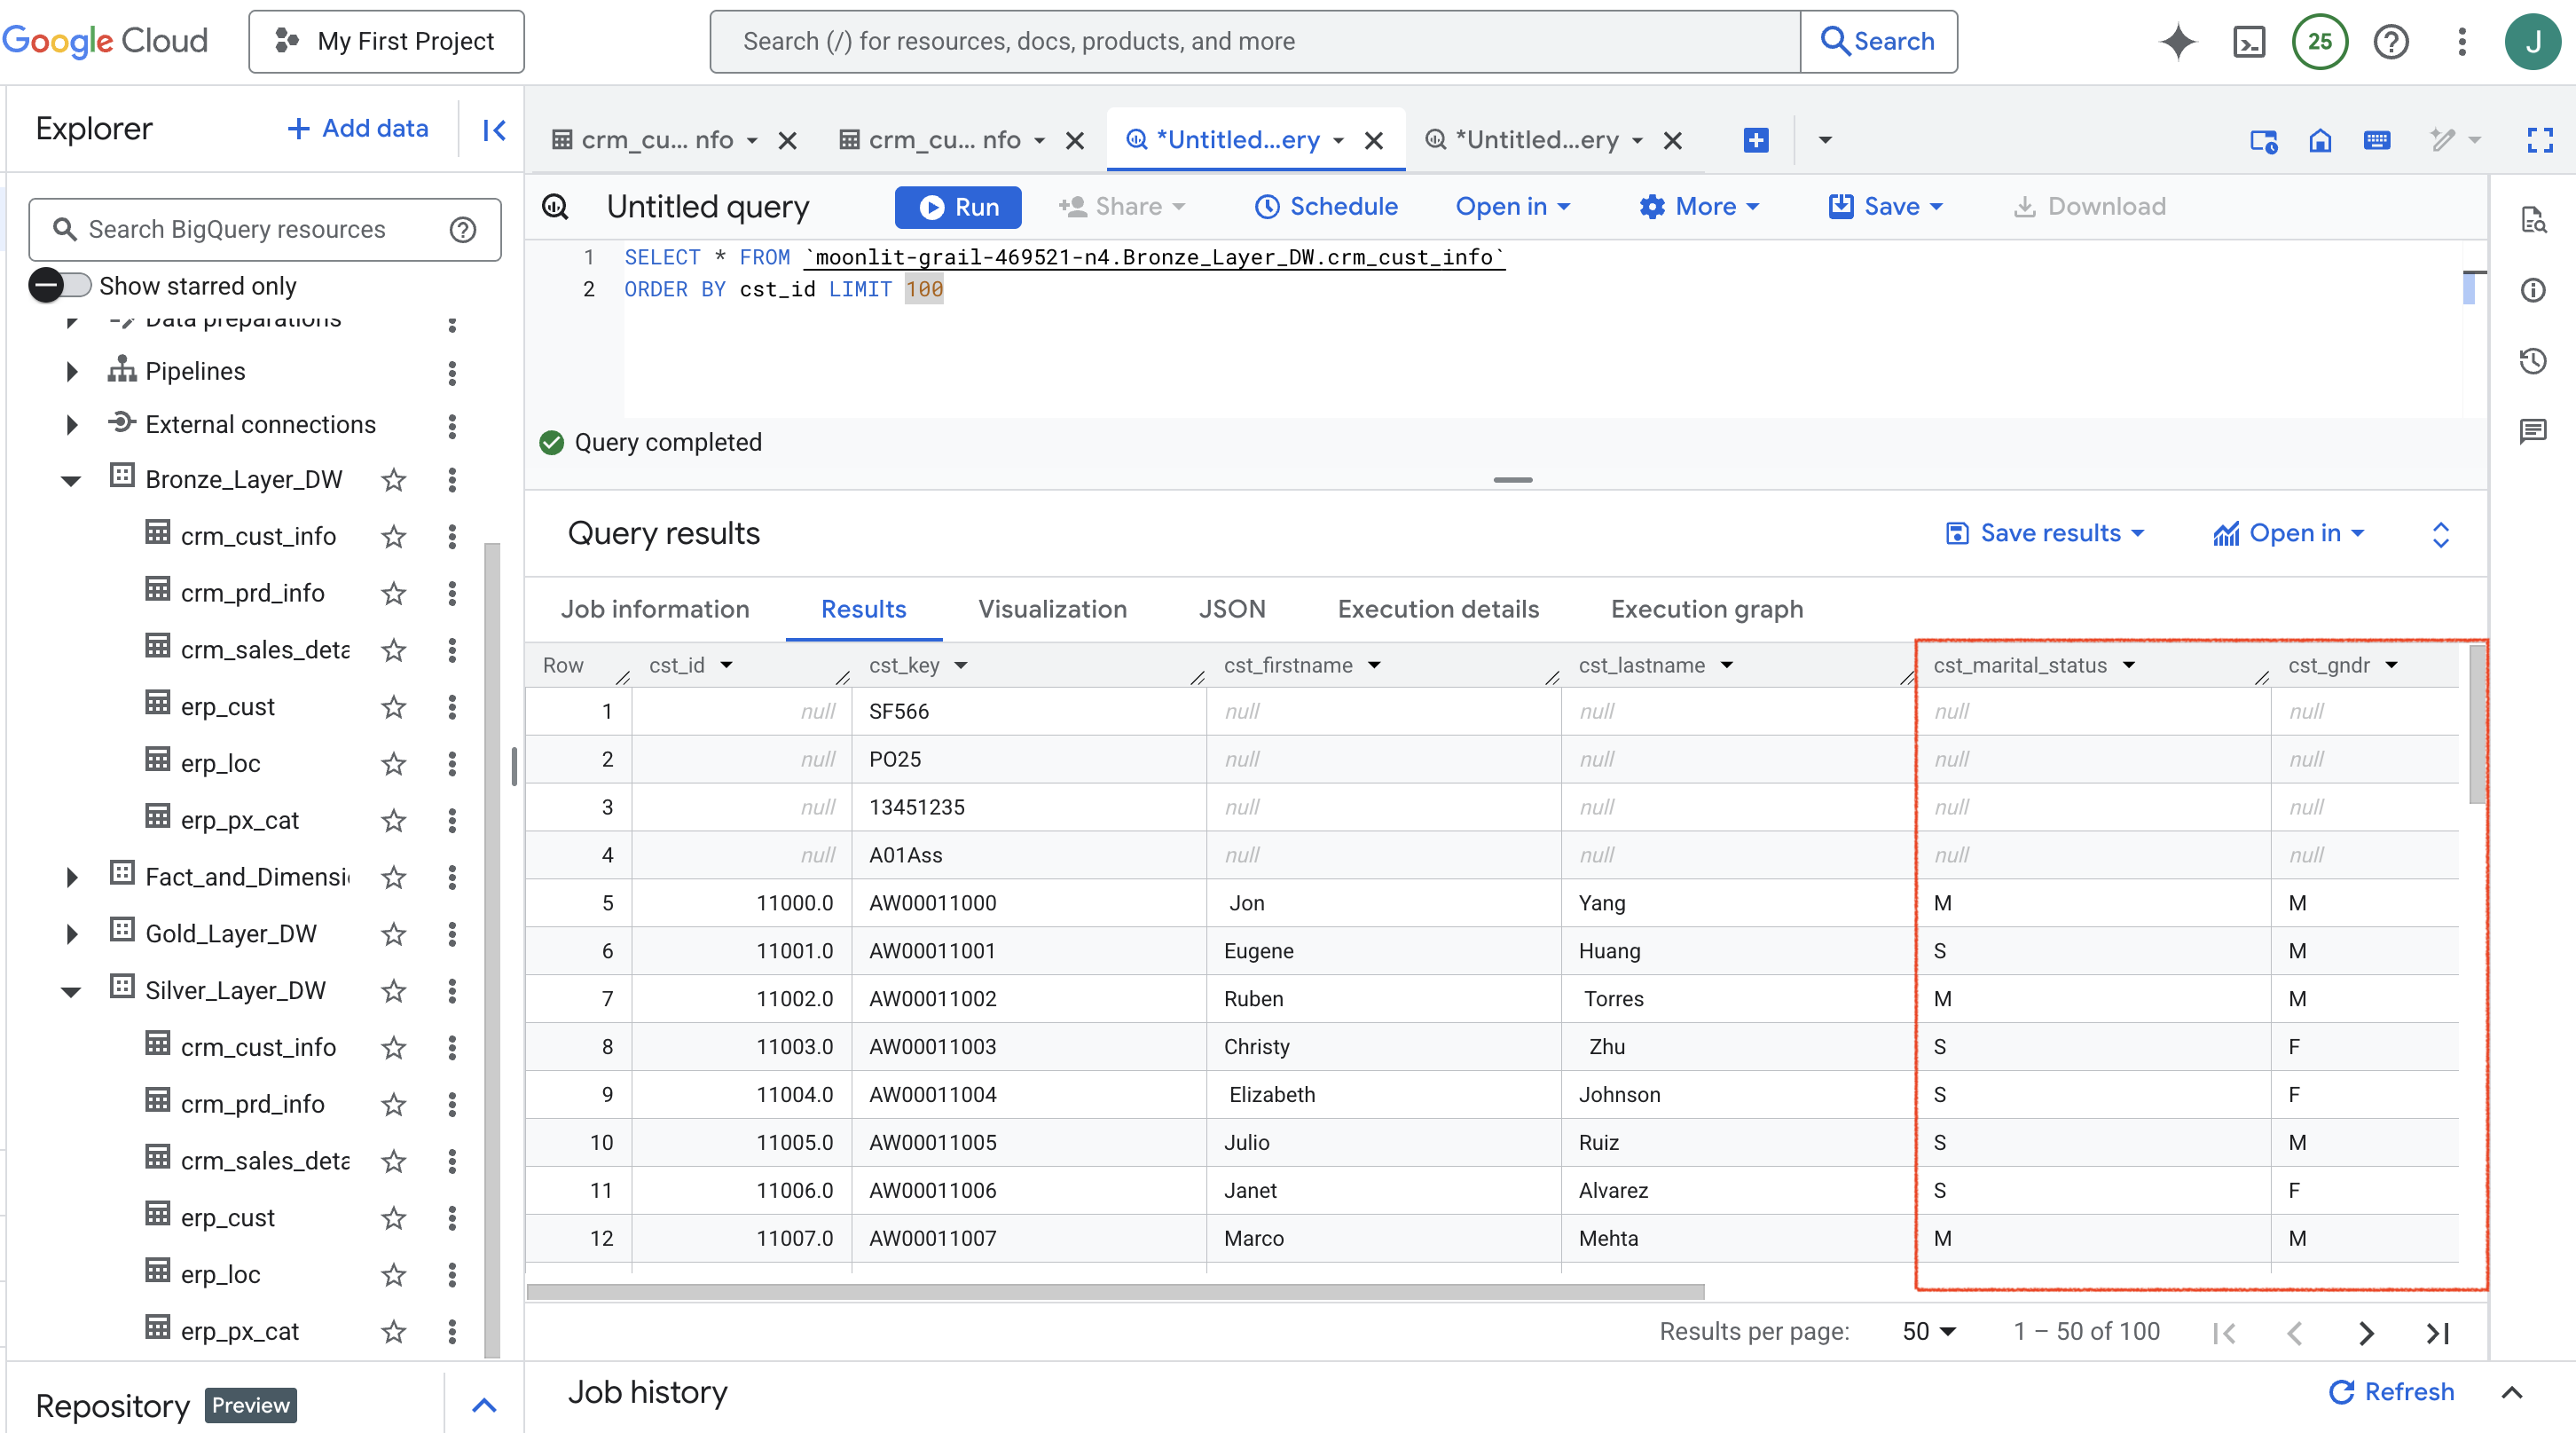 Google Cloud
My First Project
Search (/) for resources, docs, products, and more
Search
25
J
Explorer
Add data
Search BigQuery resources
Show starred only
Data preparations
Pipelines
External connections
Bronze_Layer_DW
crm_cust_info
crm_prd_info
crm_sales_deta
erp_cust
erp_loc
erp_px_cat
Fact_and_Dimensi
Gold_Layer_DW
Silver_Layer_DW
crm_cust_info
crm_prd_info
crm_sales_deta
erp_cust
erp_loc
erp_px_cat
Repository Preview
crm_cu... nfo
crm_cu... nfo
*Untitled...ery
*Untitled...ery
Untitled query
Run
Share
Schedule
Open in
More
Save
Download
1 SELECT * FROM `moonlit-grail-469521-n4.Bronze_Layer_DW.crm_cust_info`
2 ORDER BY cst_id LIMIT 100
Query completed
Query results
Save results
Open in
Job information Results Visualization JSON Execution details Execution graph
Row cst_id cst_key cst_firstname cst_lastname cst_marital_status cst_gndr
1 null SF566 null null null null
2 null PO25 null null null null
3 null 13451235 null null null null
4 null A01Ass null null null null
5 11000.0 AW00011000 Jon Yang M M
6 11001.0 AW00011001 Eugene Huang S M
7 11002.0 AW00011002 Ruben Torres M M
8 11003.0 AW00011003 Christy Zhu S F
9 11004.0 AW00011004 Elizabeth Johnson S F
10 11005.0 AW00011005 Julio Ruiz S M
11 11006.0 AW00011006 Janet Alvarez S F
12 11007.0 AW00011007 Marco Mehta M M
Results per page: 50 1 – 50 of 100
Job history
Refresh